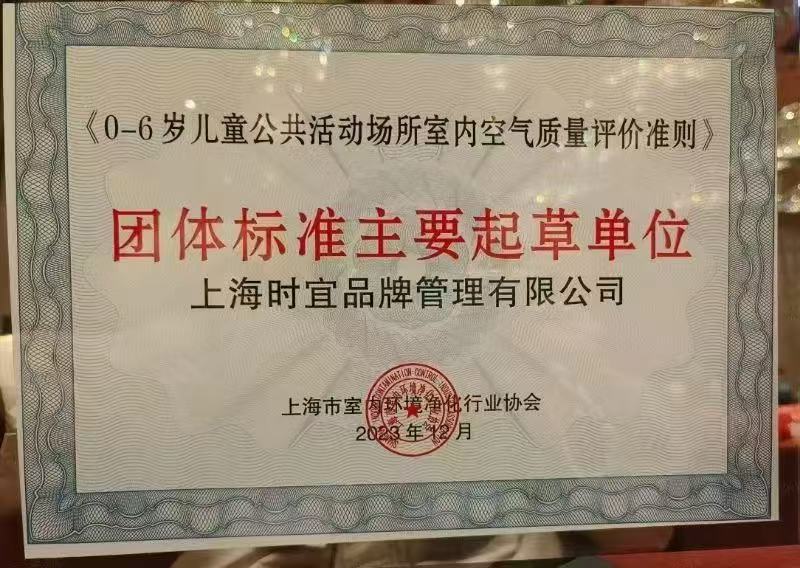 《0-6岁儿童公共活动场所室内空气质量评价准则》
团体标准主要起草单位
上海时宜品牌管理有限公司
上海市室内环境净化行业协会
2023年12月